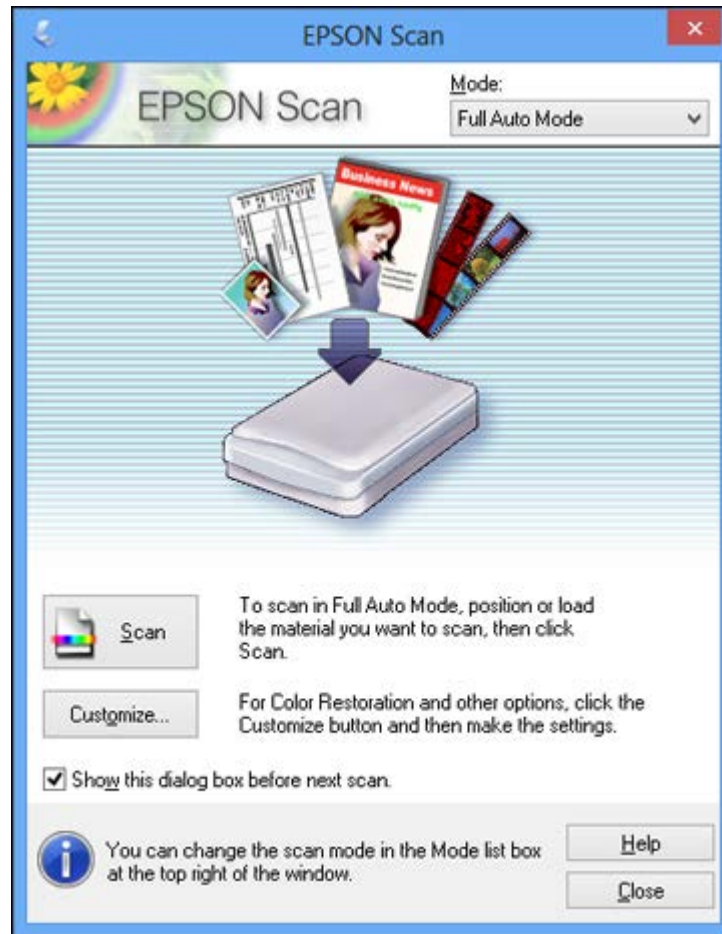 EPSON Scan
EPSON Scan
Mode:
Full Auto Mode
Business News
Scan
To scan in Full Auto Mode, position or load
the material you want to scan, then click
Scan.
Customize...
For Color Restoration and other options, click the
Customize button and then make the settings.
Show this dialog box before next scan.
You can change the scan mode in the Mode list box
at the top right of the window.
Help
Close